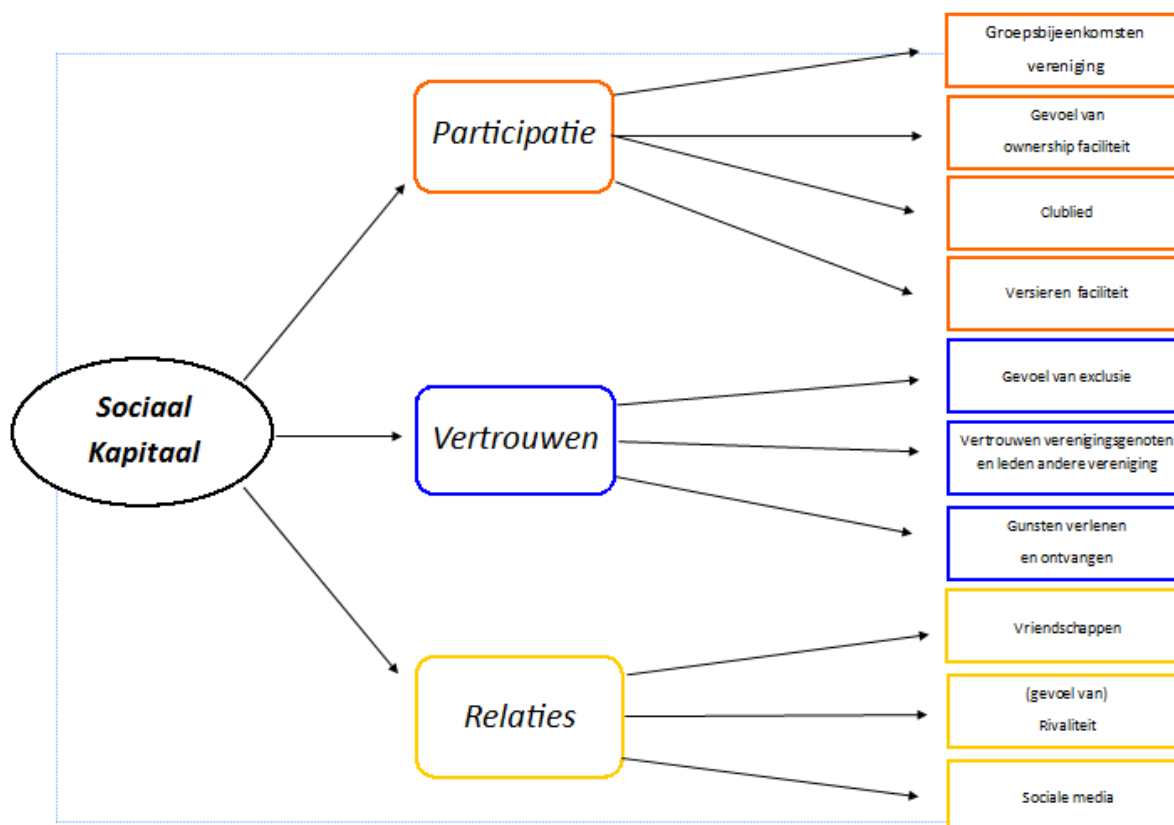 Groepsbijeenkomsten
vereniging
Participatie
Gevoel van
ownership faciliteit
Clublied
Versieren faciliteit
Sociaal
Kapitaal
Vertrouwen
Gevoel van exclusie
Vertrouwen verenigingsgenoten
en leden andere vereniging
Gunsten verlenen
en ontvangen
Relaties
Vriendschappen
(gevoel van)
Rivaliteit
Sociale media